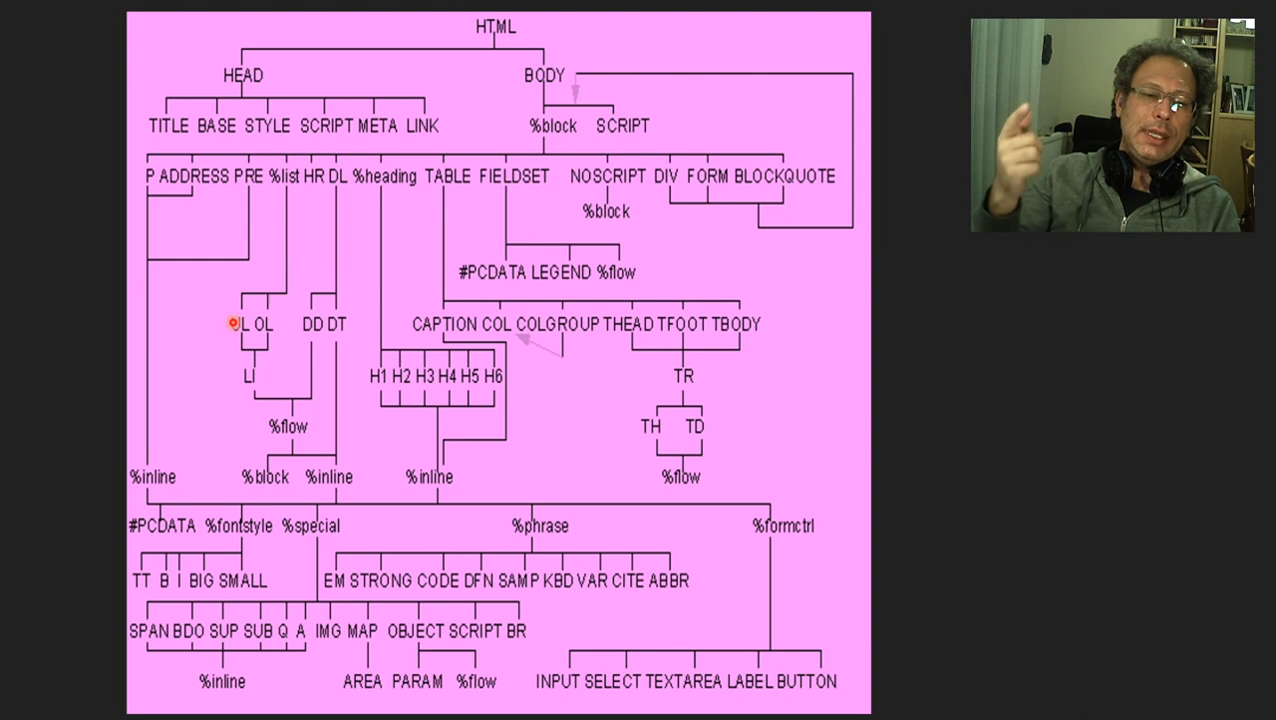 HTML
HEAD BODY
TITLE BASE STYLE SCRIPT META LINK %block SCRIPT
P ADDRESS PRE %list HR DL %heading TABLE FIELDSET NOSCRIPT DIV FORM BLOCKQUOTE
%block
#PCDATA LEGEND %flow
UL OL DD DT CAPTION COL COLGROUP THEAD TFOOT TBODY
LI H1 H2 H3 H4 H5 H6 TR
%flow TH TD
%inline %block %inline %inline %flow
#PCDATA %fontstyle %special %phrase %formctrl
TT B I BIG SMALL EM STRONG CODE DFN SAMP KBD VAR CITE ABBR
SPAN BDO SUP SUB Q A IMG MAP OBJECT SCRIPT BR
%inline AREA PARAM %flow INPUT SELECT TEXTAREA LABEL BUTTON